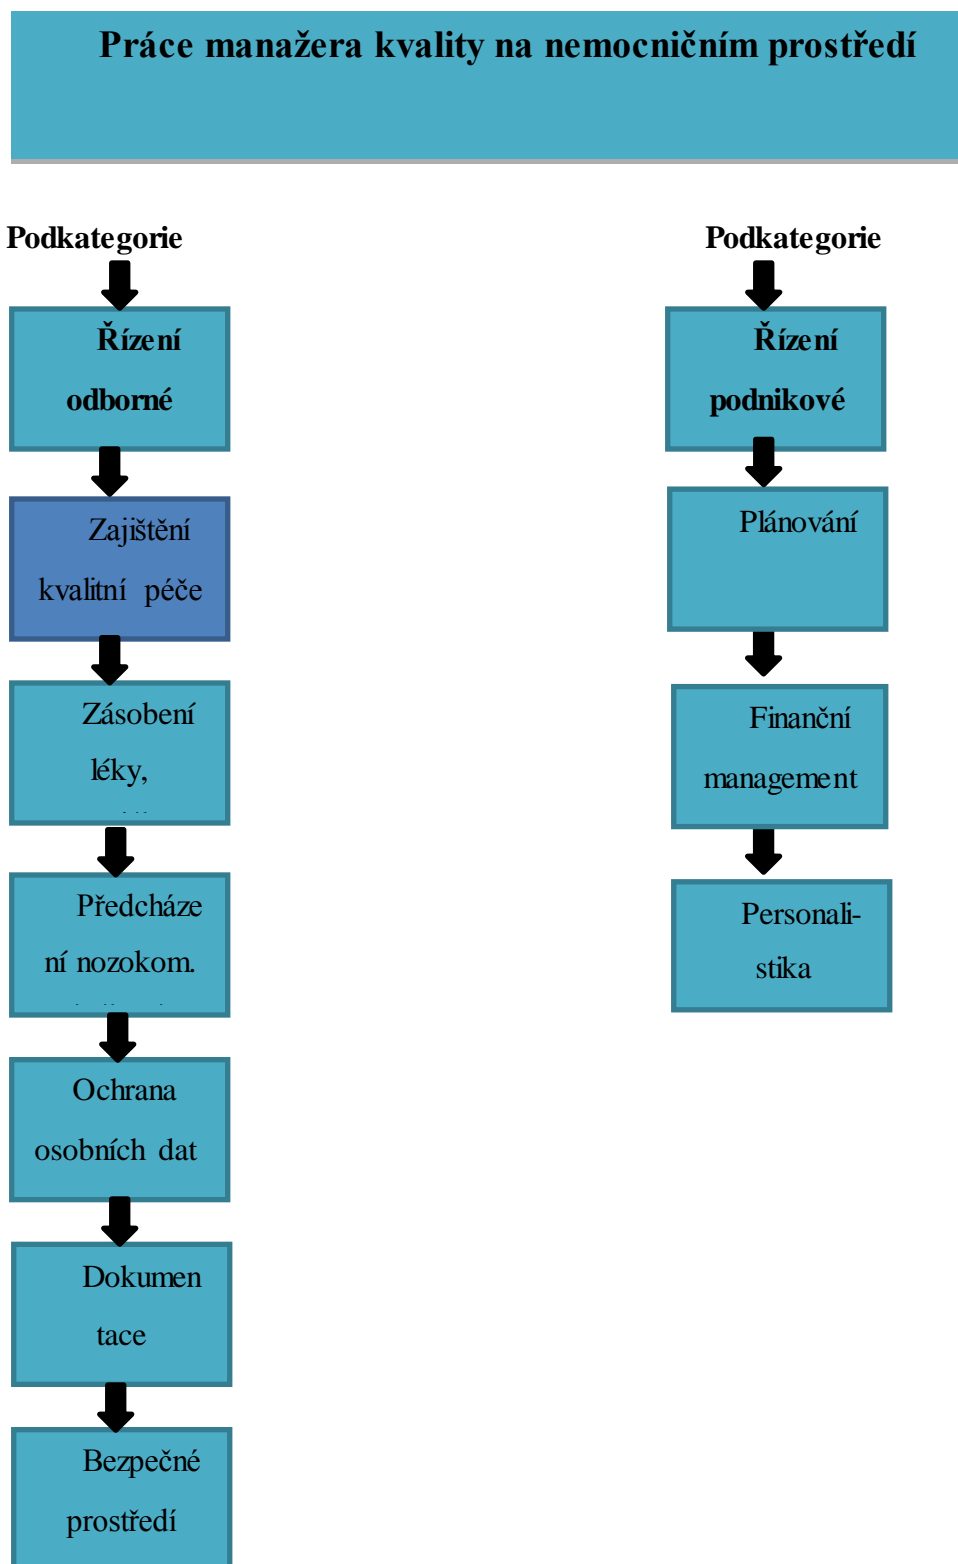 Práce manažera kvality na nemocničním prostředí
Podkategorie
Řízení
odborné
Zajištění
kvalitní péče
Zásobení
léky,
Předcháze
ní nozokom.
Ochrana
osobních dat
Dokumen
tace
Bezpečné
prostředí
Podkategorie
Řízení
podnikové
Plánování
Finanční
management
Personali-
stika